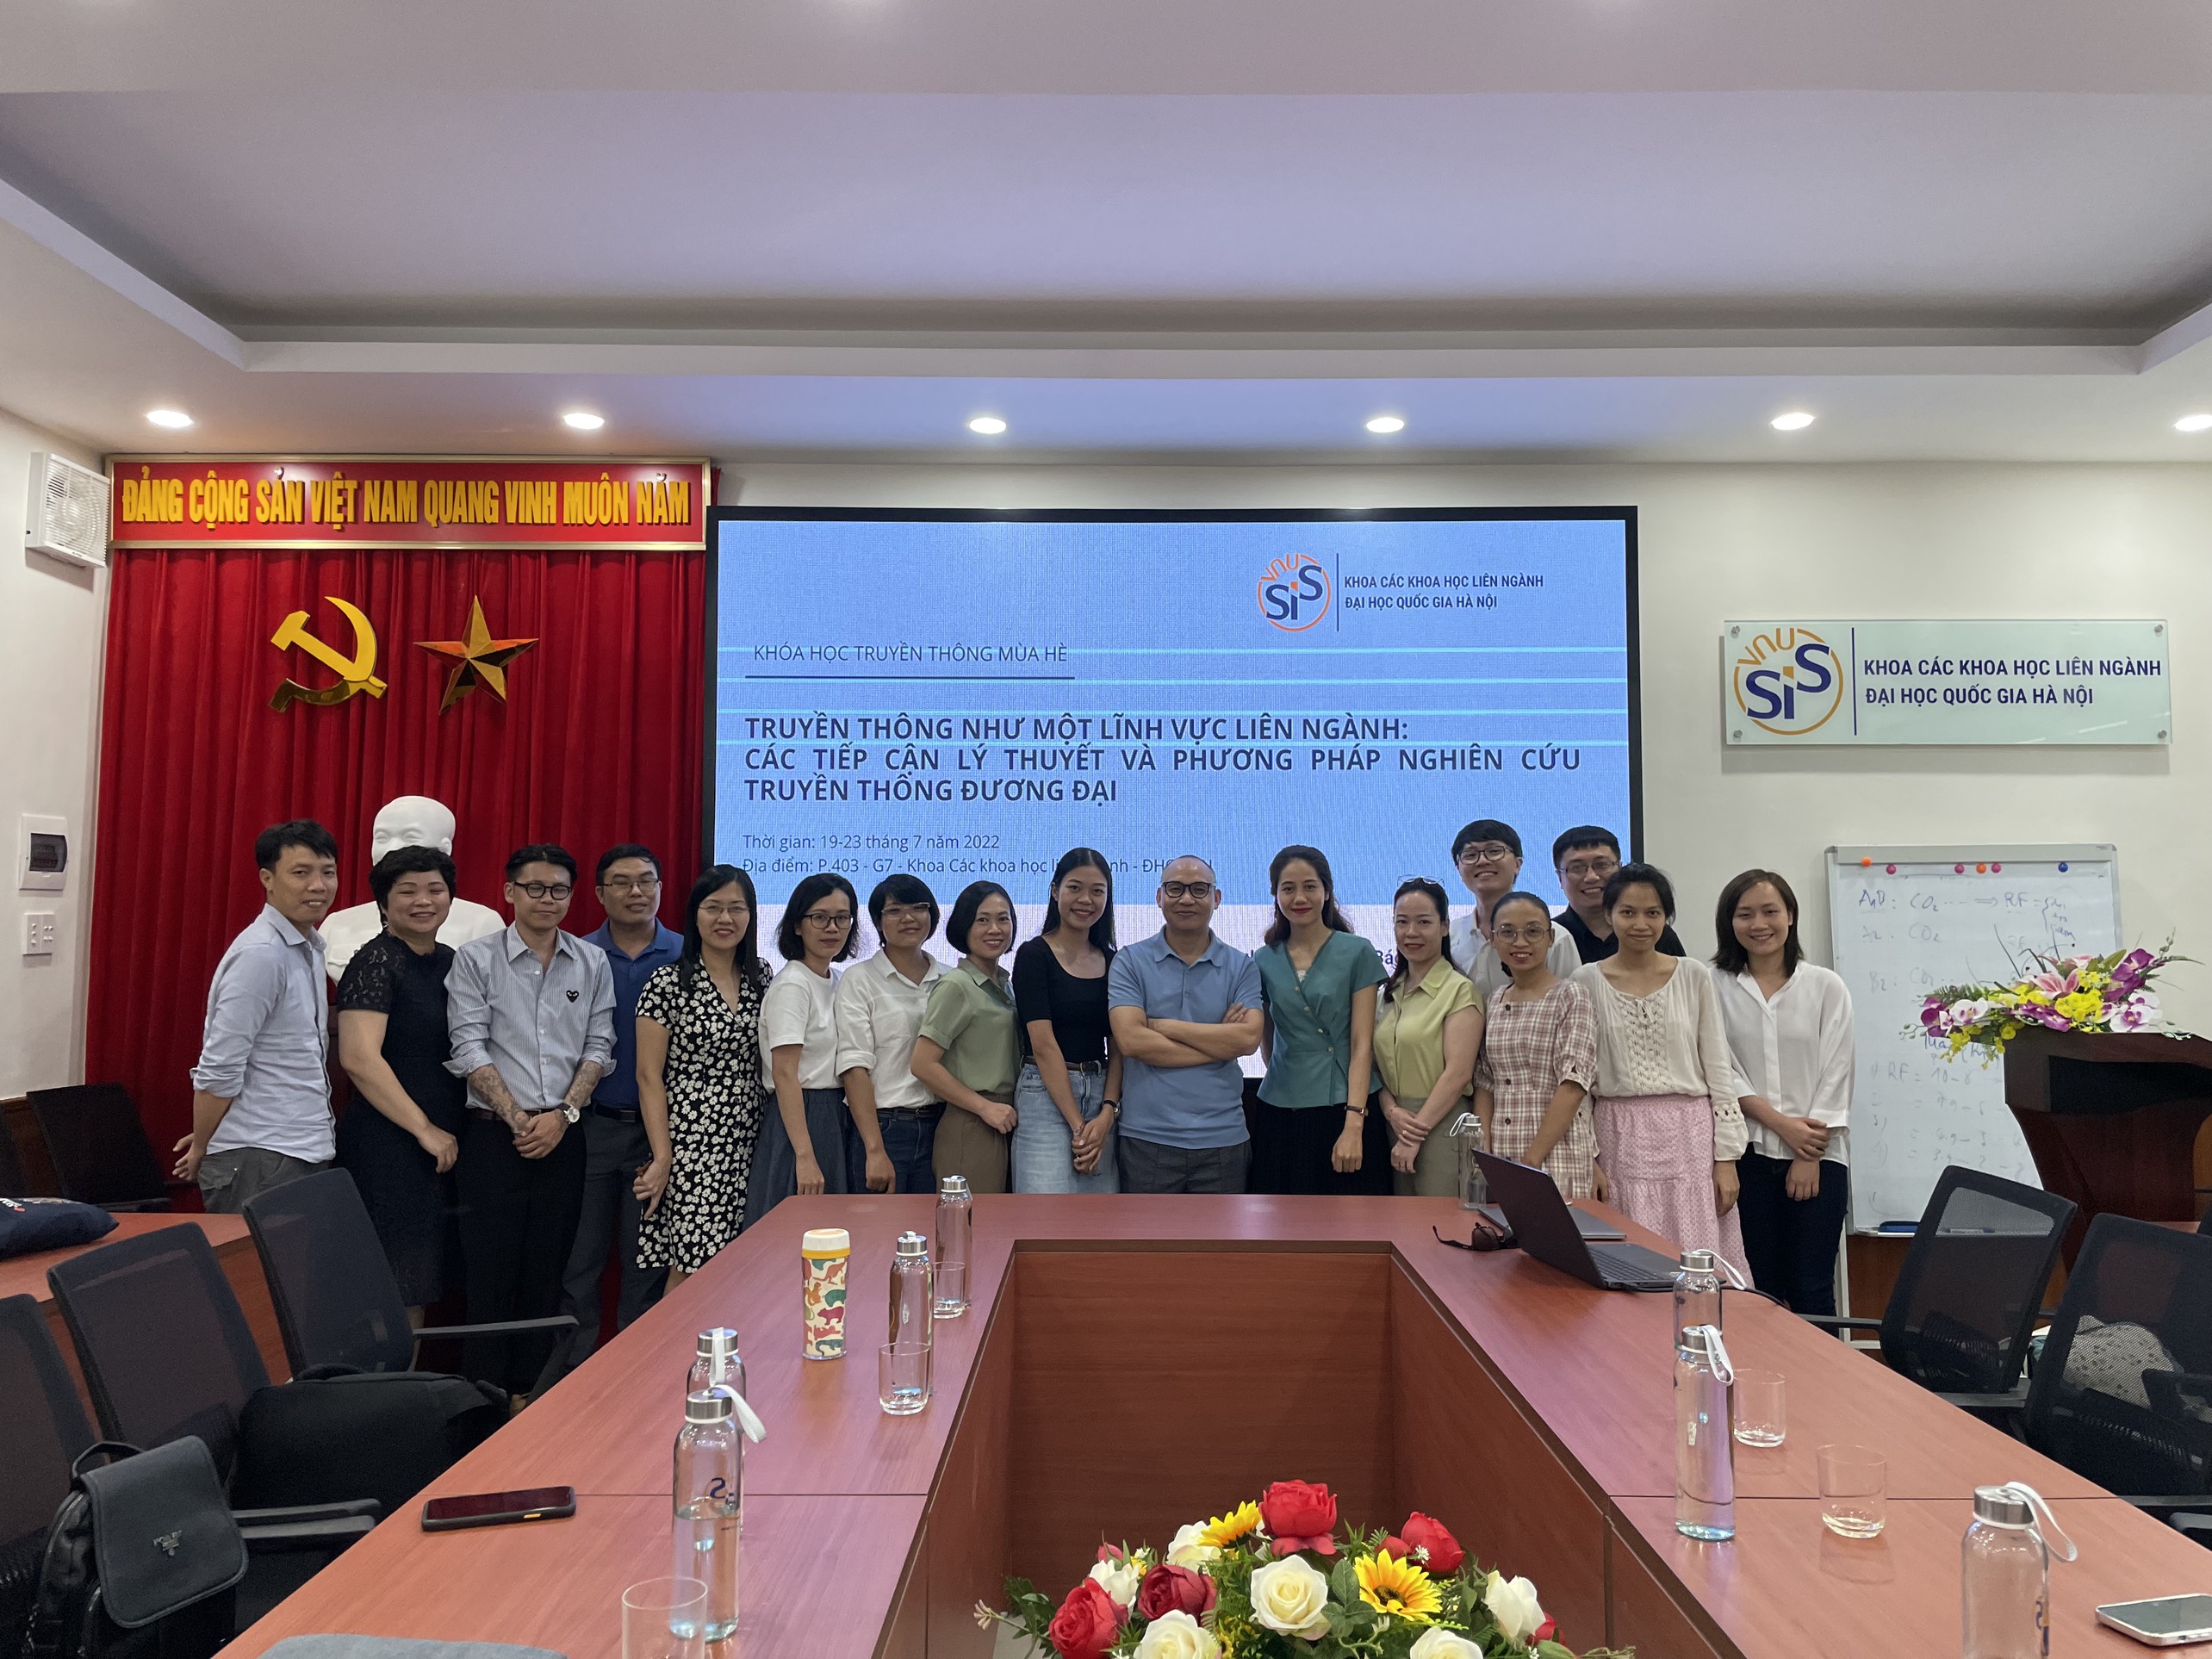 ĐẢNG CỘNG SẢN VIỆT NAM QUANG VINH MUÔN NĂM
VNU
SiS
KHOA CÁC KHOA HỌC LIÊN NGÀNH
ĐẠI HỌC QUỐC GIA HÀ NỘI
KHÓA HỌC TRUYỀN THÔNG MÙA HÈ
TRUYỀN THÔNG NHƯ MỘT LĨNH VỰC LIÊN NGÀNH:
CÁC TIẾP CẬN LÝ THUYẾT VÀ PHƯƠNG PHÁP NGHIÊN CỨU
TRUYỀN THÔNG ĐƯƠNG ĐẠI
Thời gian: 19-23 tháng 7 năm 2022
Địa điểm: P.403 - G7 - Khoa Các khoa học
VNU
SiS
KHOA CÁC KHOA HỌC LIÊN NGÀNH
ĐẠI HỌC QUỐC GIA HÀ NỘI
CO2 RF
CO2